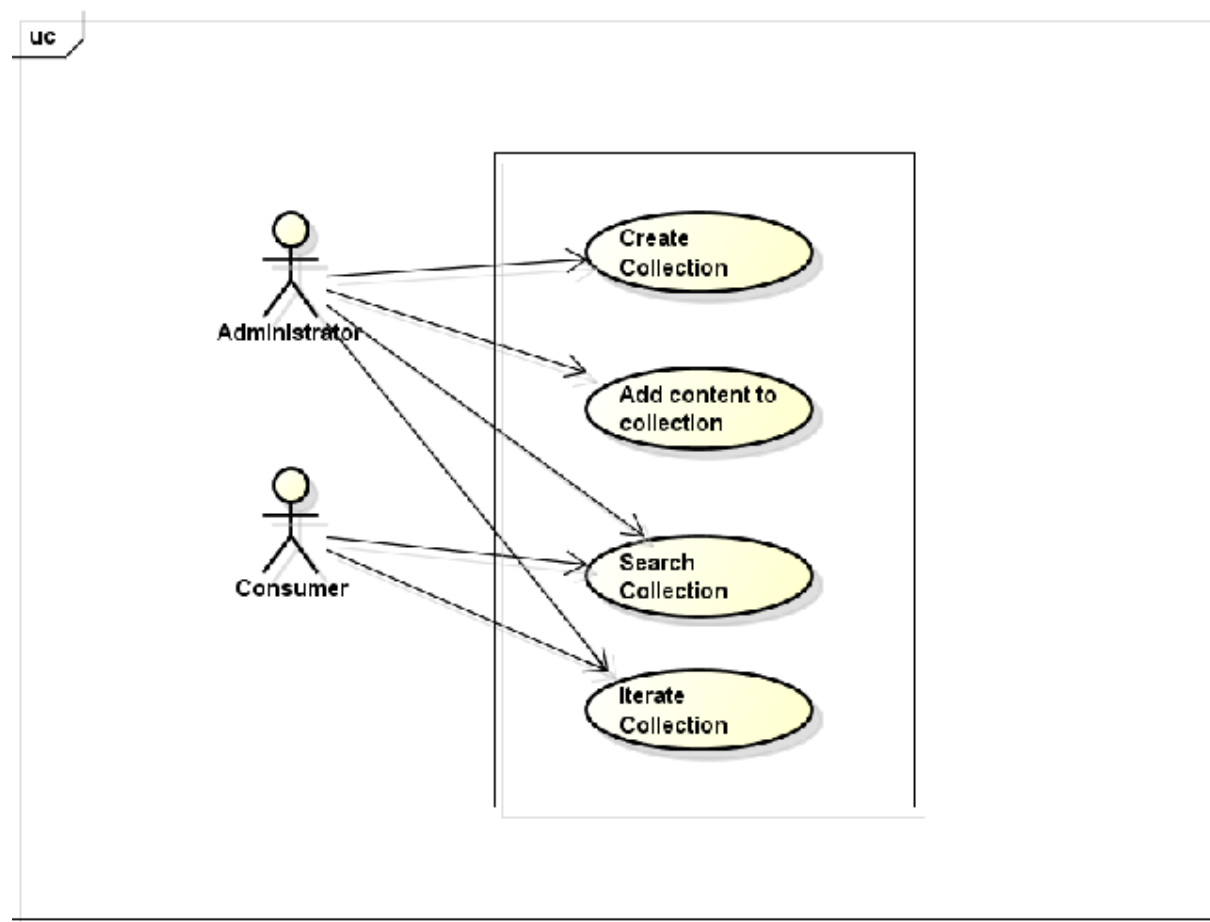 uc
Administrator
Create
Collection
Add content to
collection
Consumer
Search
Collection
Iterate
Collection